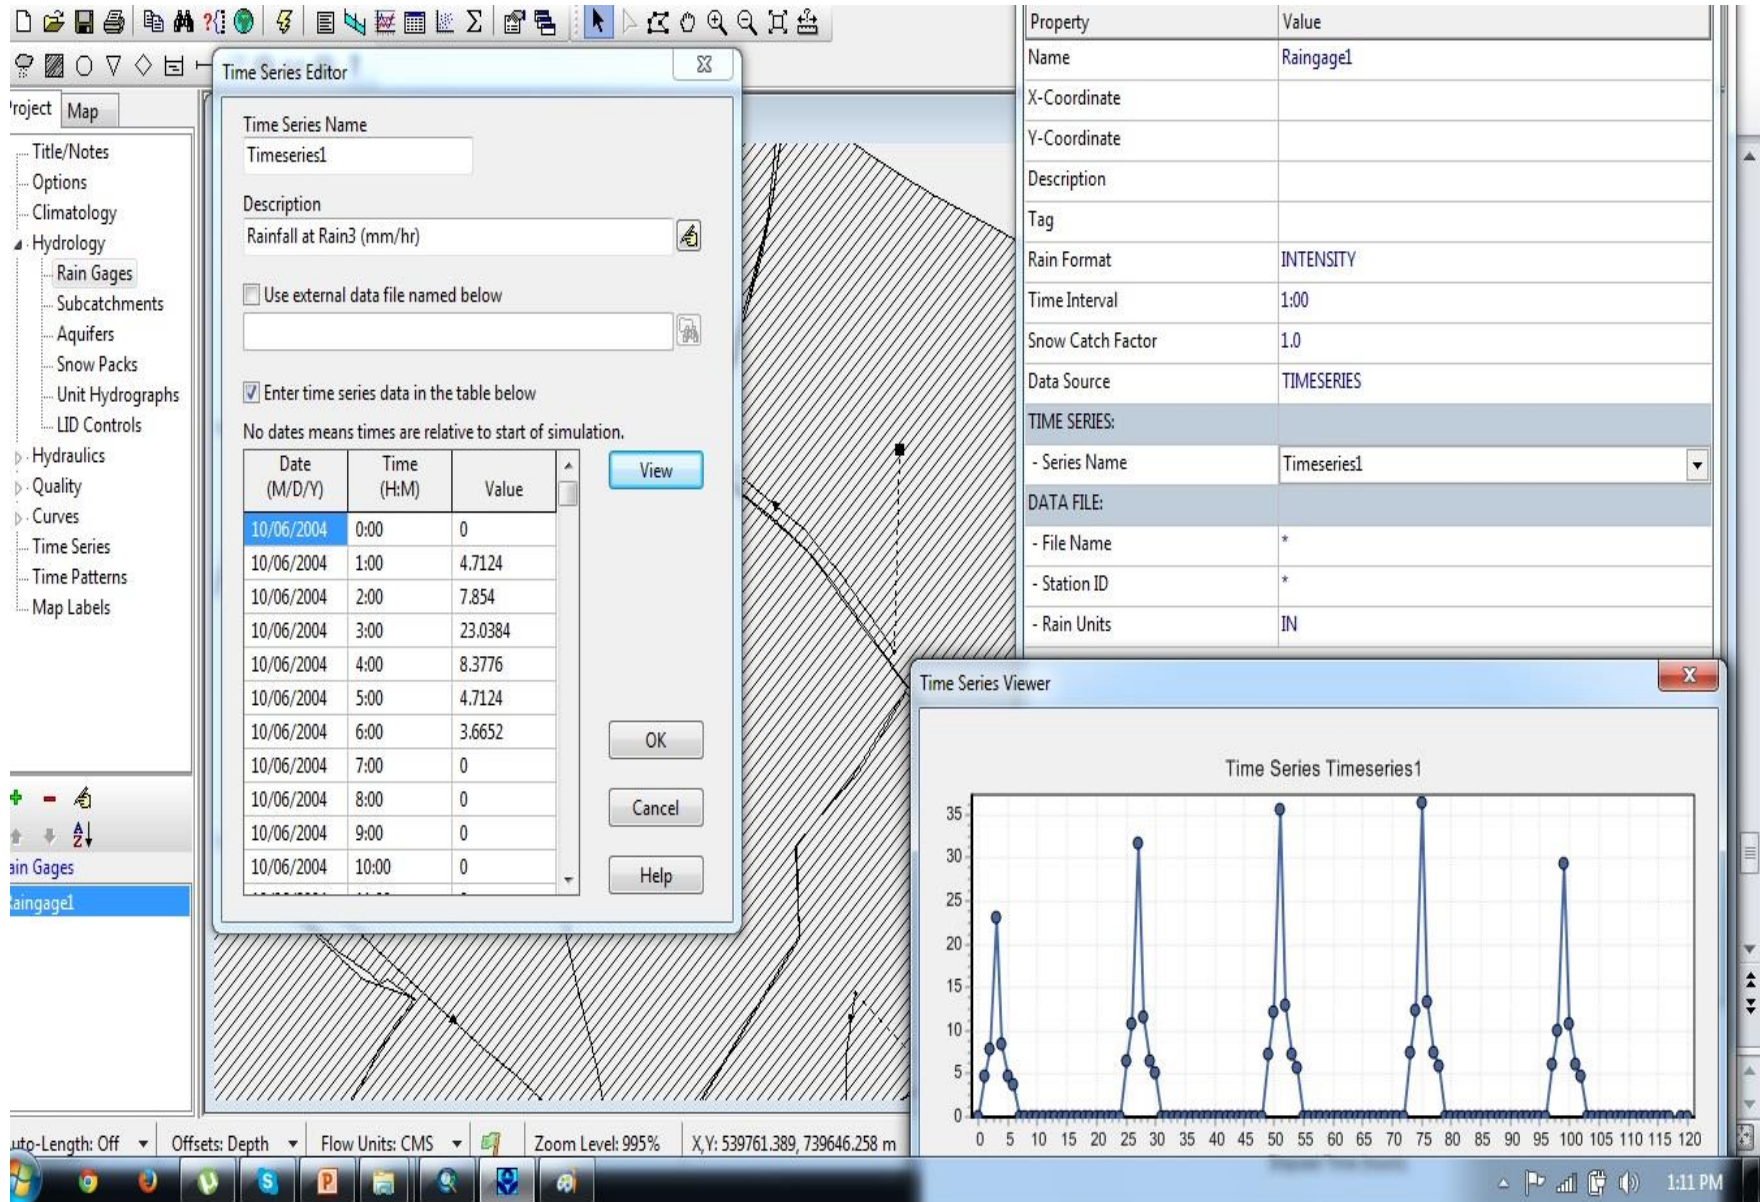 Time Series Editor
Time Series Name
Timeseries1
Description
Rainfall at Rain3 (mm/hr)
Use external data file named below
Enter time series data in the table below
No dates means times are relative to start of simulation.
Date (M/D/Y) Time (H:M) Value
10/06/2004 0:00 0
10/06/2004 1:00 4.7124
10/06/2004 2:00 7.854
10/06/2004 3:00 23.0384
10/06/2004 4:00 8.3776
10/06/2004 5:00 4.7124
10/06/2004 6:00 3.6652
10/06/2004 7:00 0
10/06/2004 8:00 0
10/06/2004 9:00 0
10/06/2004 10:00 0
View
OK
Cancel
Help
Project Map
Title/Notes
Options
Climatology
Hydrology
Rain Gages
Subcatchments
Aquifers
Snow Packs
Unit Hydrographs
LID Controls
Hydraulics
Quality
Curves
Time Series
Time Patterns
Map Labels
ain Gages
aingage1
Property Value
Name Raingage1
X-Coordinate
Y-Coordinate
Description
Tag
Rain Format INTENSITY
Time Interval 1:00
Snow Catch Factor 1.0
Data Source TIMESERIES
TIME SERIES:
- Series Name Timeseries1
DATA FILE:
- File Name *
- Station ID *
- Rain Units IN
Time Series Viewer
Time Series Timeseries1
35
30
25
20
15
10
5
0
0 5 10 15 20 25 30 35 40 45 50 55 60 65 70 75 80 85 90 95 100 105 110 115 120
uto-Length: Off Offsets: Depth Flow Units: CMS Zoom Level: 995% X,Y: 539761.389, 739646.258 m
1:11 PM